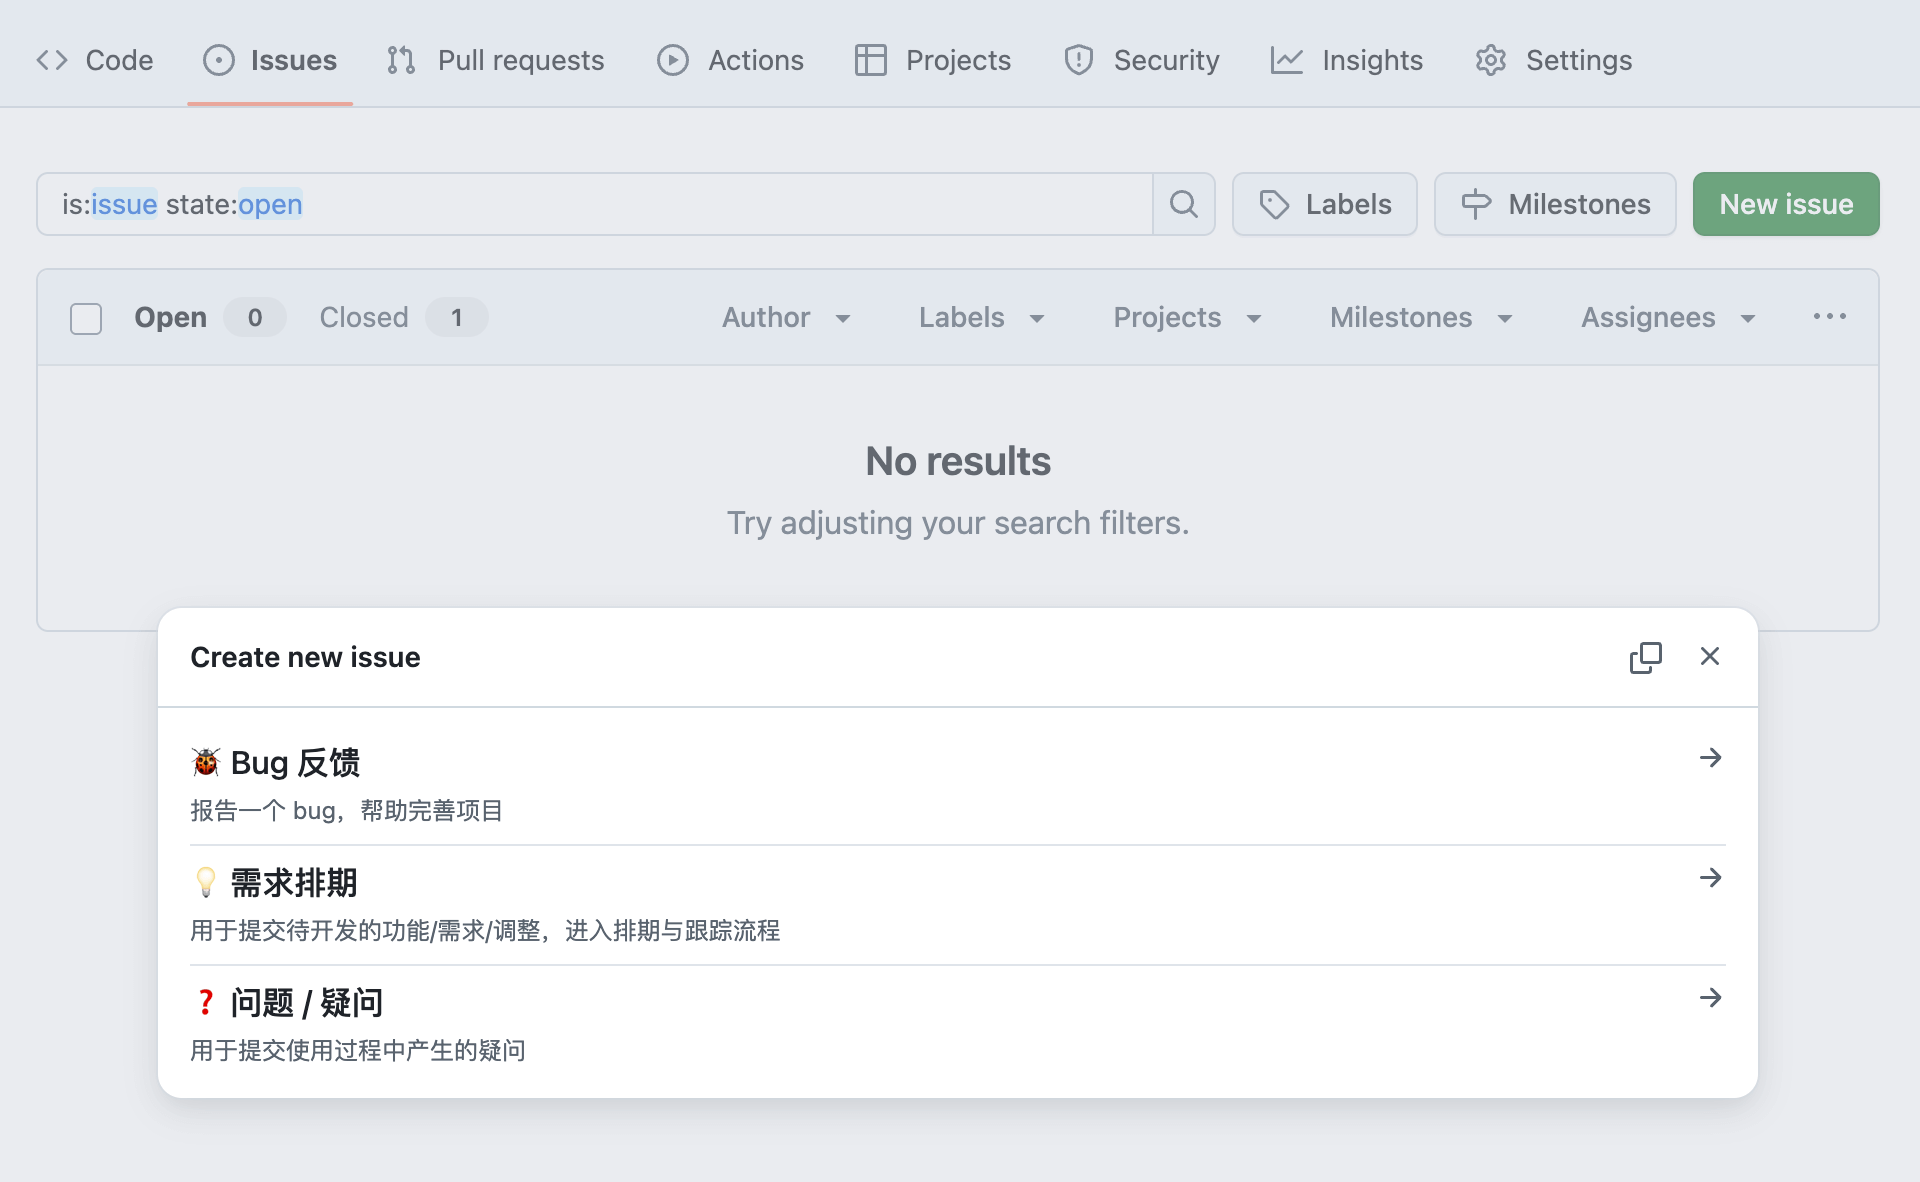 Code Issues Pull requests Actions Projects Security Insights Settings
is:issue state:open Labels Milestones New issue
Open 0 Closed 1 Author Labels Projects Milestones Assignees
No results
Try adjusting your search filters.
Create new issue
🐞 Bug 反馈
报告一个 bug，帮助完善项目
💡 需求排期
用于提交待开发的功能/需求/调整，进入排期与跟踪流程
❓ 问题 / 疑问
用于提交使用过程中产生的疑问